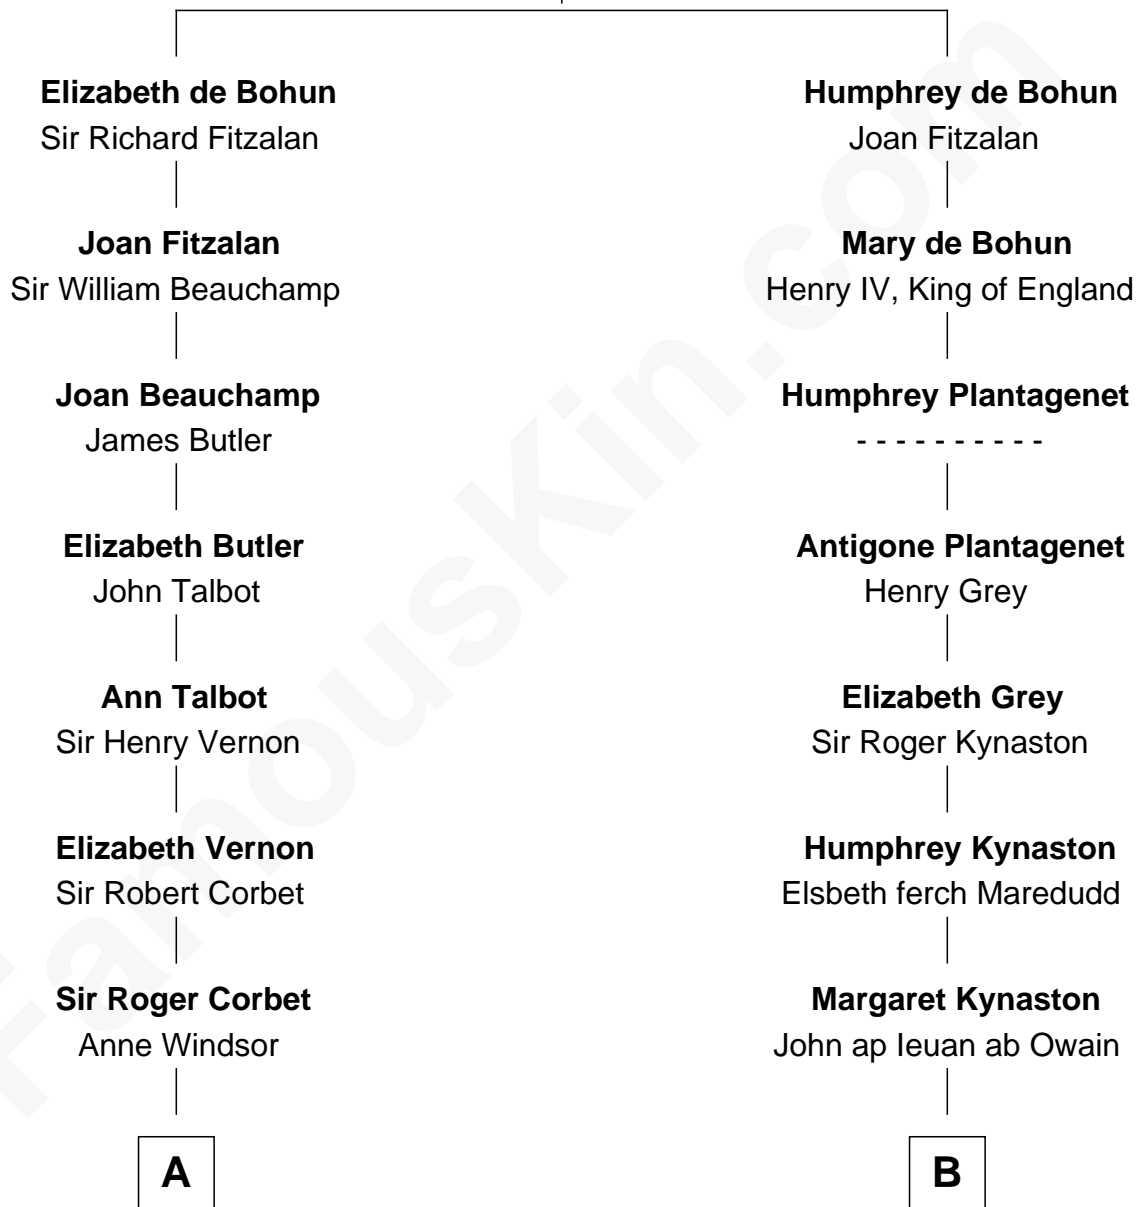 Elizabeth de Bohun
Sir Richard Fitzalan
Joan Fitzalan
Sir William Beauchamp
Joan Beauchamp
James Butler
Elizabeth Butler
John Talbot
Ann Talbot
Sir Henry Vernon
Elizabeth Vernon
Sir Robert Corbet
Sir Roger Corbet
Anne Windsor
A
Humphrey de Bohun
Joan Fitzalan
Mary de Bohun
Henry IV, King of England
Humphrey Plantagenet
- - - - - - - - - -
Antigone Plantagenet
Henry Grey
Elizabeth Grey
Sir Roger Kynaston
Humphrey Kynaston
Elsbeth ferch Maredudd
Margaret Kynaston
John ap Ieuan ab Owain
B
FamousKin.com